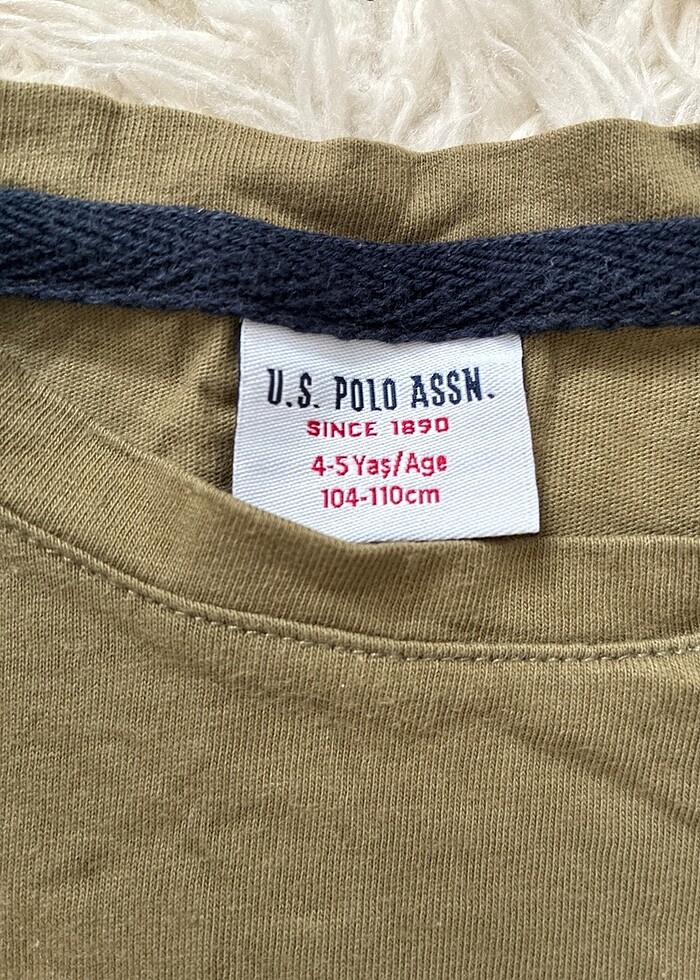 U.S. POLO ASSN.
SINCE 1890
4-5 Yaş/Age
104-110cm